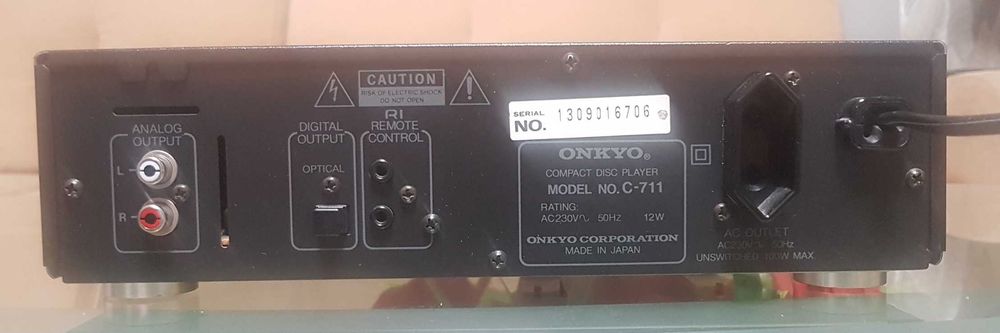 ANALOG
OUTPUT
L
R
CAUTION
RISK OF ELECTRIC SHOCK
DO NOT OPEN
DIGITAL
OUTPUT
OPTICAL
RI
REMOTE
CONTROL
SERIAL
NO. 1309016706
ONKYO®
COMPACT DISC PLAYER
MODEL NO. C-711
RATING:
AC230V∿ 50Hz 12W
ONKYO CORPORATION
MADE IN JAPAN
AC OUTLET
AC230V∿ 50Hz
UNSWITCHED 100W MAX.